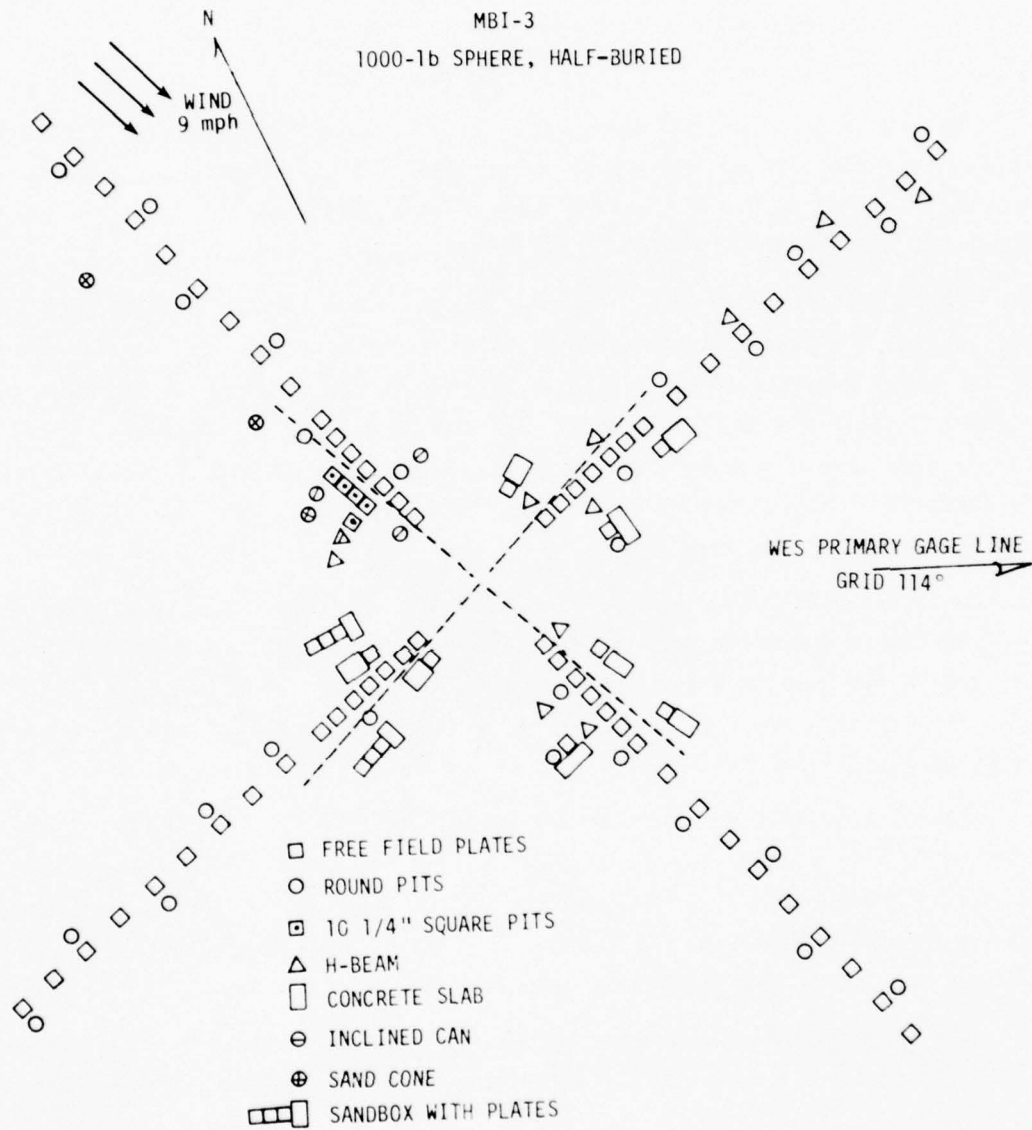 MBI-3
1000-lb SPHERE, HALF-BURIED
N
WIND
9 mph
WES PRIMARY GAGE LINE
GRID 114°
FREE FIELD PLATES
ROUND PITS
10 1/4" SQUARE PITS
H-BEAM
CONCRETE SLAB
INCLINED CAN
SAND CONE
SANDBOX WITH PLATES